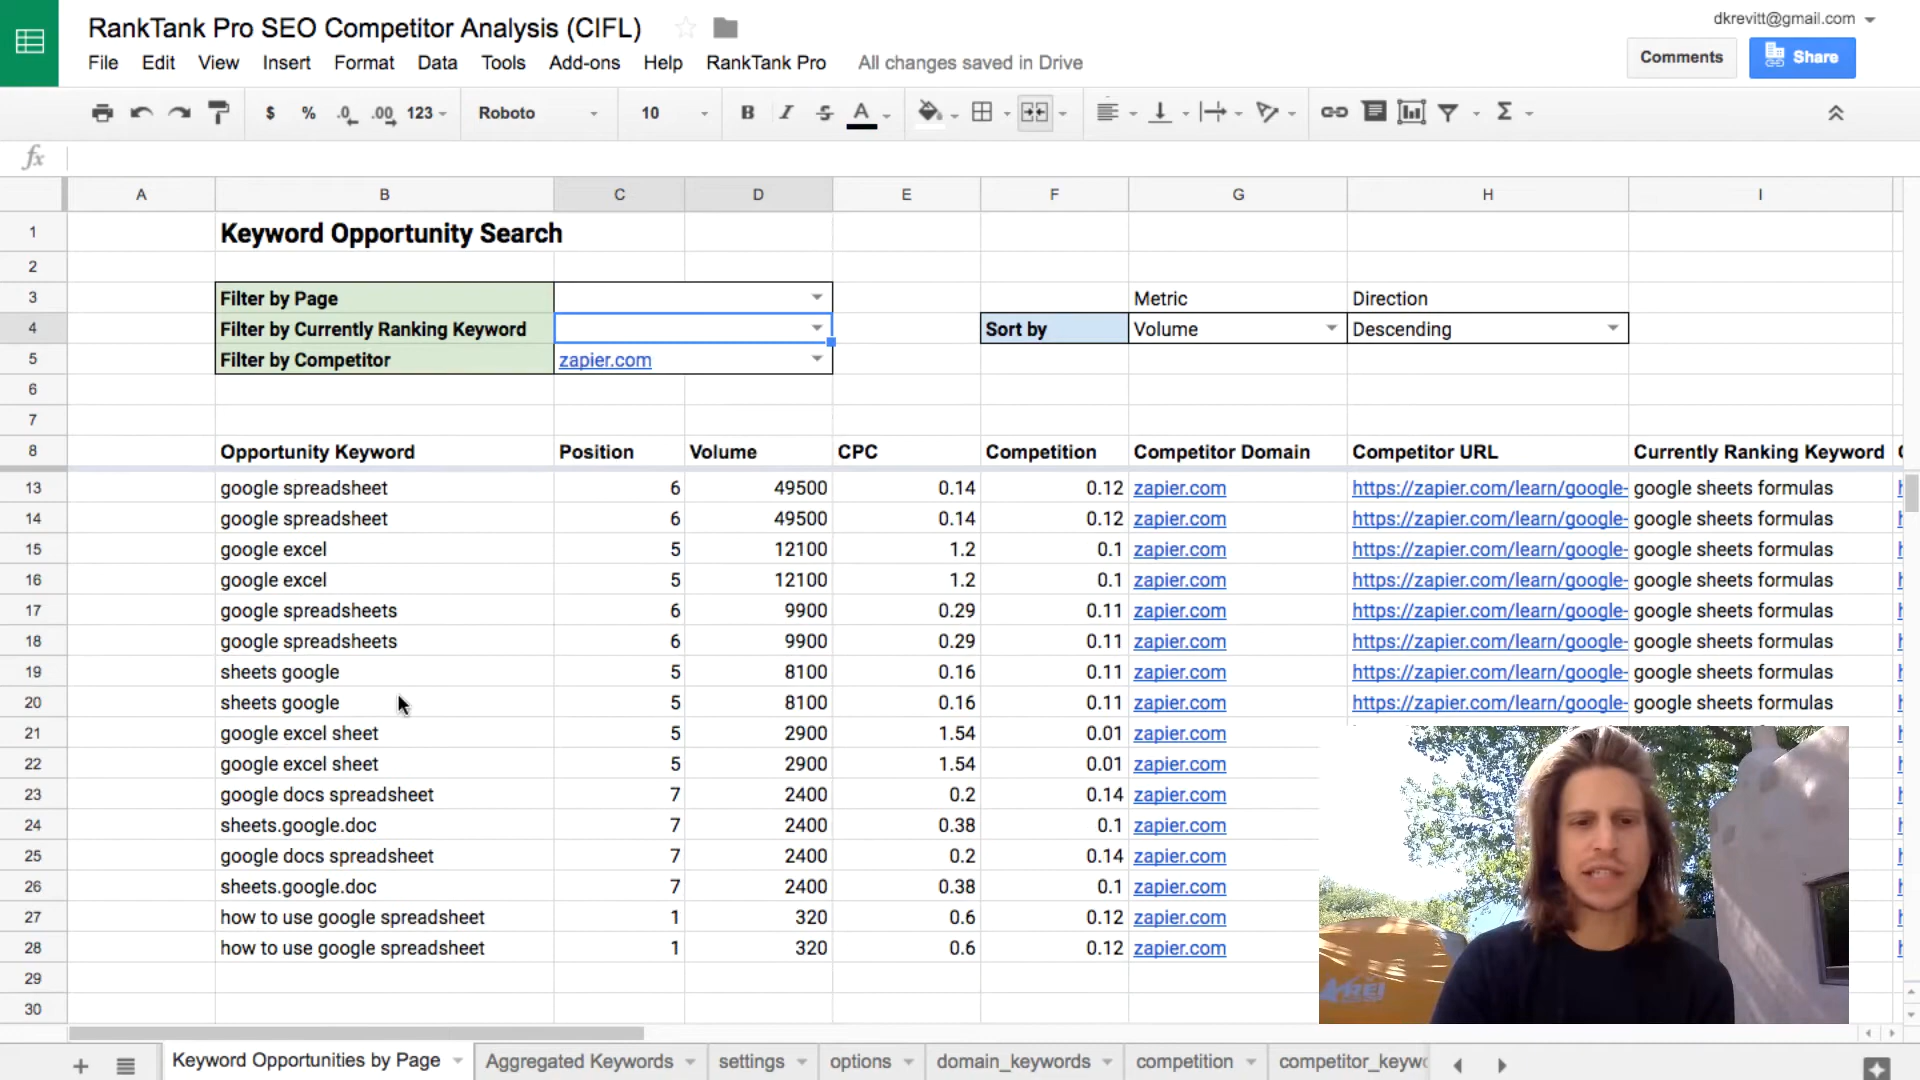 RankTank Pro SEO Competitor Analysis (CIFL)
dkrevitt@gmail.com
File Edit View Insert Format Data Tools Add-ons Help RankTank Pro All changes saved in Drive
Comments Share
$ % .0 .00 123 Roboto 10 B I S A Σ
fx
A B C D E F G H I
1 Keyword Opportunity Search
2
3 Filter by Page Metric Direction
4 Filter by Currently Ranking Keyword Sort by Volume Descending
5 Filter by Competitor zapier.com
6
7
8 Opportunity Keyword Position Volume CPC Competition Competitor Domain Competitor URL Currently Ranking Keyword
13 google spreadsheet 6 49500 0.14 0.12 zapier.com https://zapier.com/learn/google- google sheets formulas
14 google spreadsheet 6 49500 0.14 0.12 zapier.com https://zapier.com/learn/google- google sheets formulas
15 google excel 5 12100 1.2 0.1 zapier.com https://zapier.com/learn/google- google sheets formulas
16 google excel 5 12100 1.2 0.1 zapier.com https://zapier.com/learn/google- google sheets formulas
17 google spreadsheets 6 9900 0.29 0.11 zapier.com https://zapier.com/learn/google- google sheets formulas
18 google spreadsheets 6 9900 0.29 0.11 zapier.com https://zapier.com/learn/google- google sheets formulas
19 sheets google 5 8100 0.16 0.11 zapier.com https://zapier.com/learn/google- google sheets formulas
20 sheets google 5 8100 0.16 0.11 zapier.com https://zapier.com/learn/google- google sheets formulas
21 google excel sheet 5 2900 1.54 0.01 zapier.com
22 google excel sheet 5 2900 1.54 0.01 zapier.com
23 google docs spreadsheet 7 2400 0.2 0.14 zapier.com
24 sheets.google.doc 7 2400 0.38 0.1 zapier.com
25 google docs spreadsheet 7 2400 0.2 0.14 zapier.com
26 sheets.google.doc 7 2400 0.38 0.1 zapier.com
27 how to use google spreadsheet 1 320 0.6 0.12 zapier.com
28 how to use google spreadsheet 1 320 0.6 0.12 zapier.com
29
30
REI
Keyword Opportunities by Page Aggregated Keywords settings options domain_keywords competition competitor_keywo